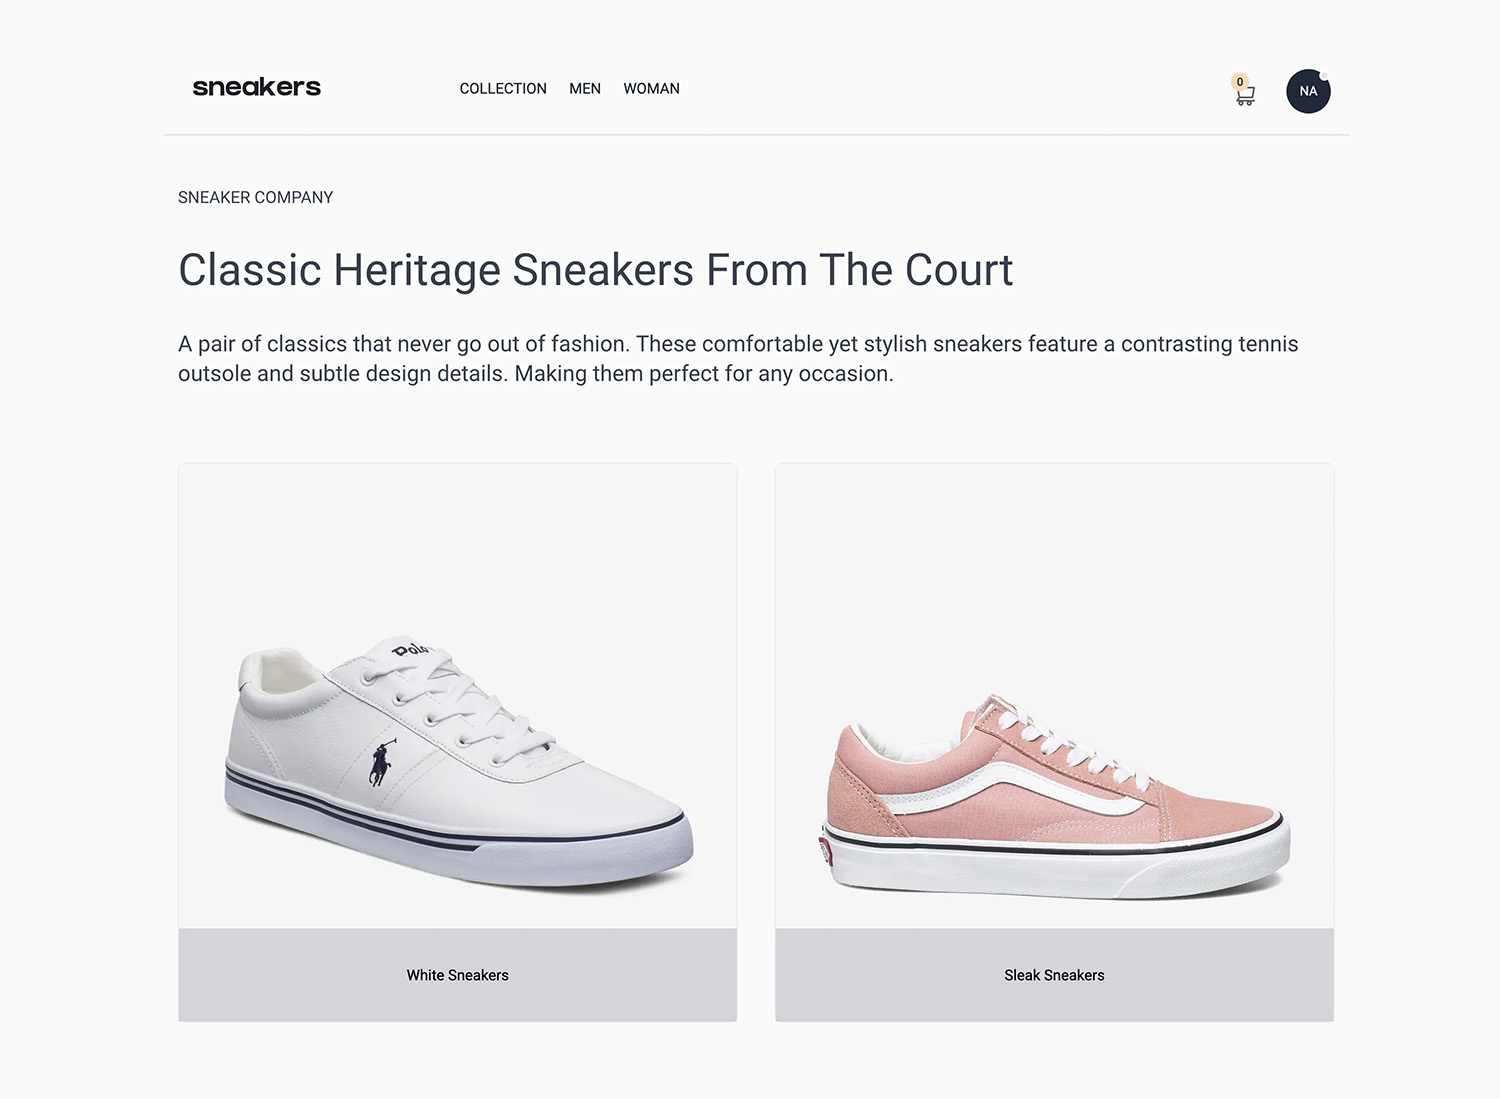 sneakers
COLLECTION MEN WOMAN
0
NA
SNEAKER COMPANY
Classic Heritage Sneakers From The Court
A pair of classics that never go out of fashion. These comfortable yet stylish sneakers feature a contrasting tennis
outsole and subtle design details. Making them perfect for any occasion.
Polo
White Sneakers
Sleak Sneakers